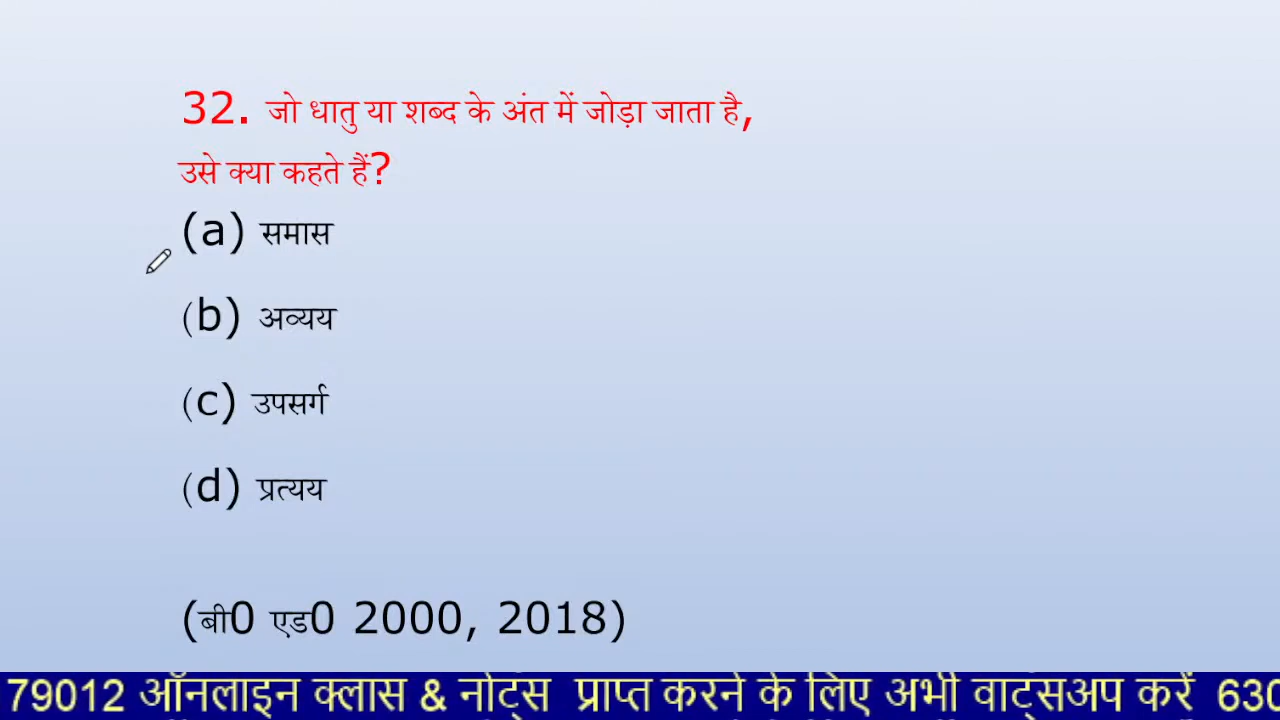 32. जो धातु या शब्द के अंत में जोड़ा जाता है,
उसे क्या कहते हैं?
(a) समास
(b) अव्यय
(c) उपसर्ग
(d) प्रत्यय
(बी0 एड0 2000, 2018)
79012 ऑनलाइन क्लास & नोट्स प्राप्त करने के लिए अभी वाट्सअप करें 630